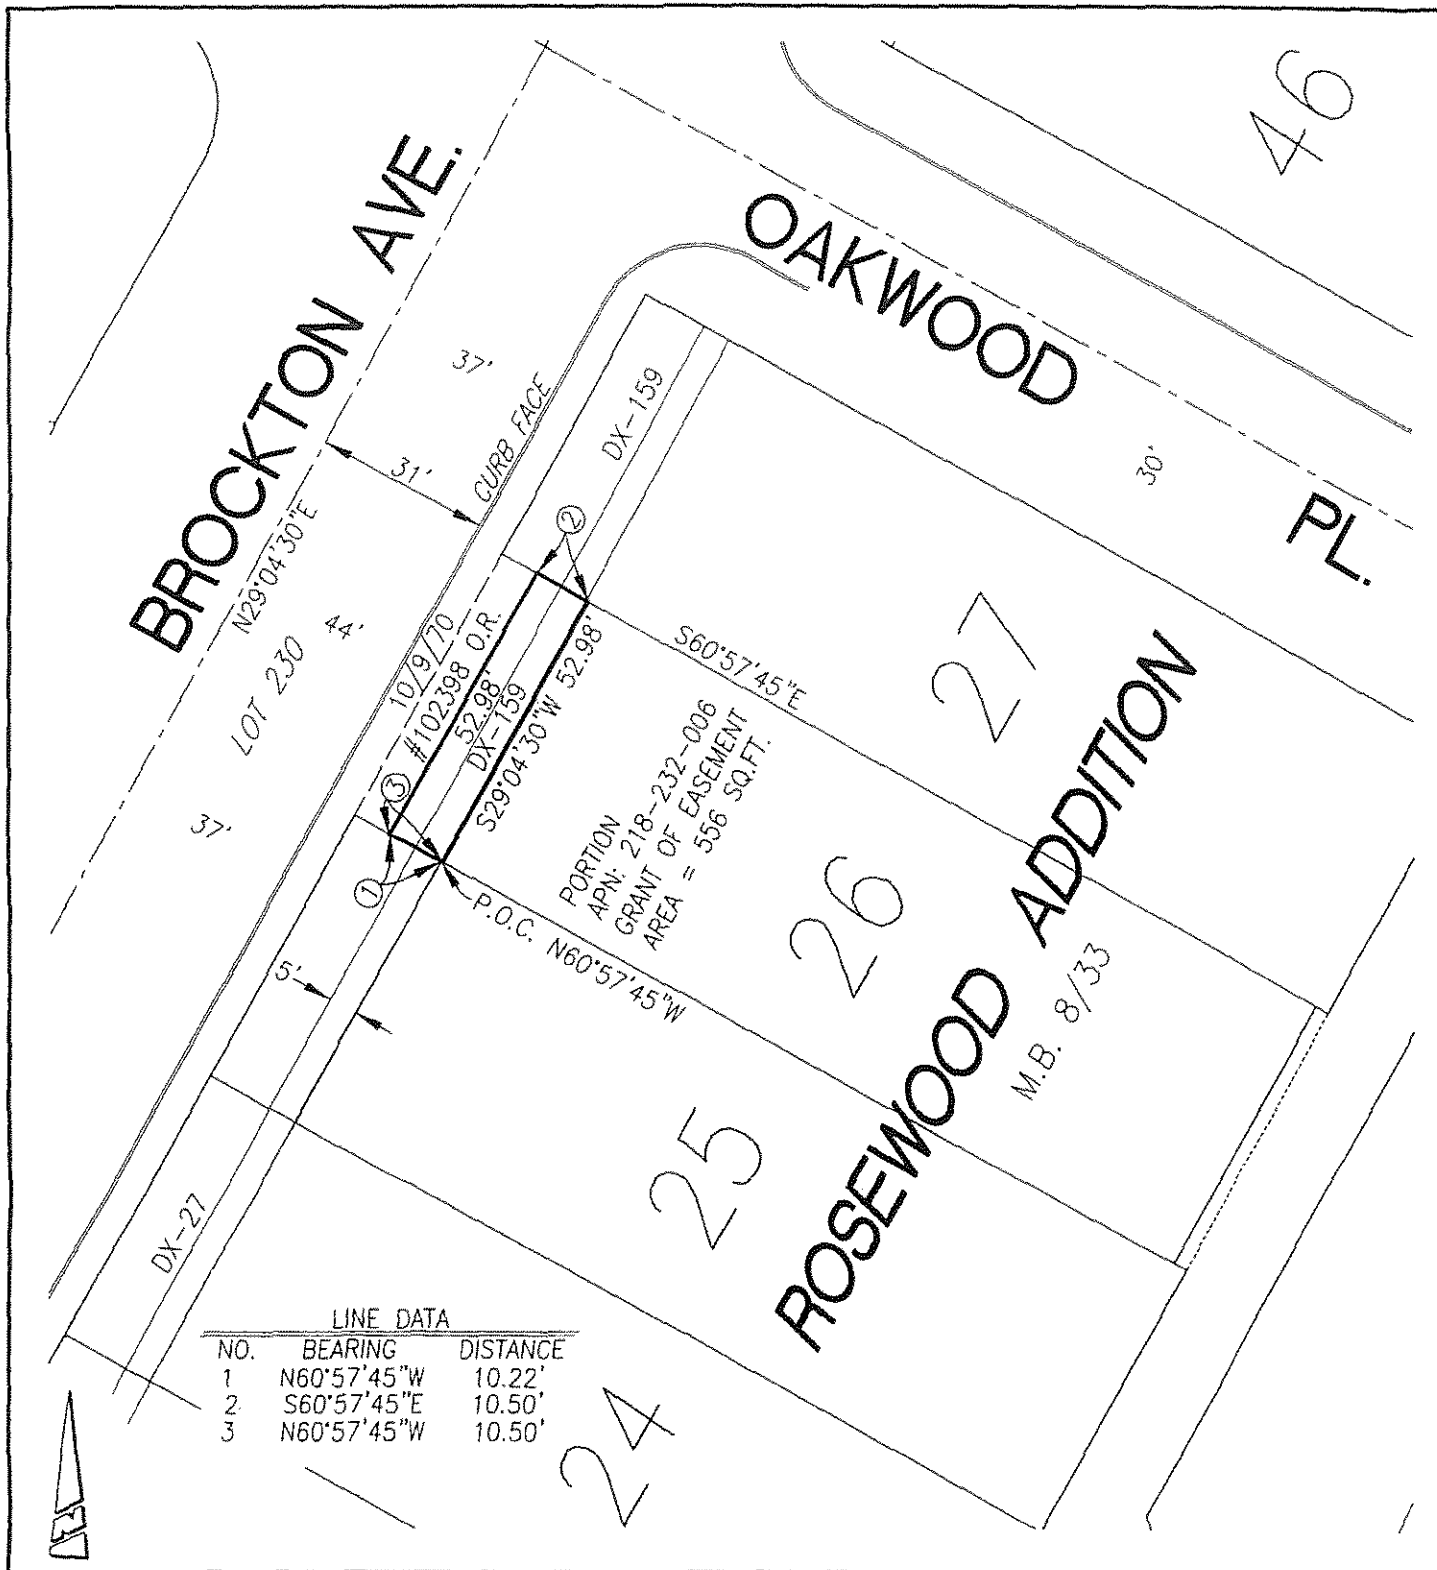 46
BROCKTON AVE.
OAKWOOD
PL.
37'
CURB FACE
DX-159
31'
30'
N29°04'30"E
LOT 230
44'
37'
2
10/9/70
#102398 O.R.
52.98'
DX-159
S29°04'30"W 52.98'
3
1
S60°57'45"E
27
PORTION
APN: 218-232-006
GRANT OF EASEMENT
AREA = 556 SQ.FT.
P.O.C.
N60°57'45"W
26
5'
ROSEWOOD ADDITION
M.B. 8/33
25
DX-27
LINE DATA
NO. BEARING DISTANCE
1 N60°57'45"W 10.22'
2 S60°57'45"E 10.50'
3 N60°57'45"W 10.50'
24
N